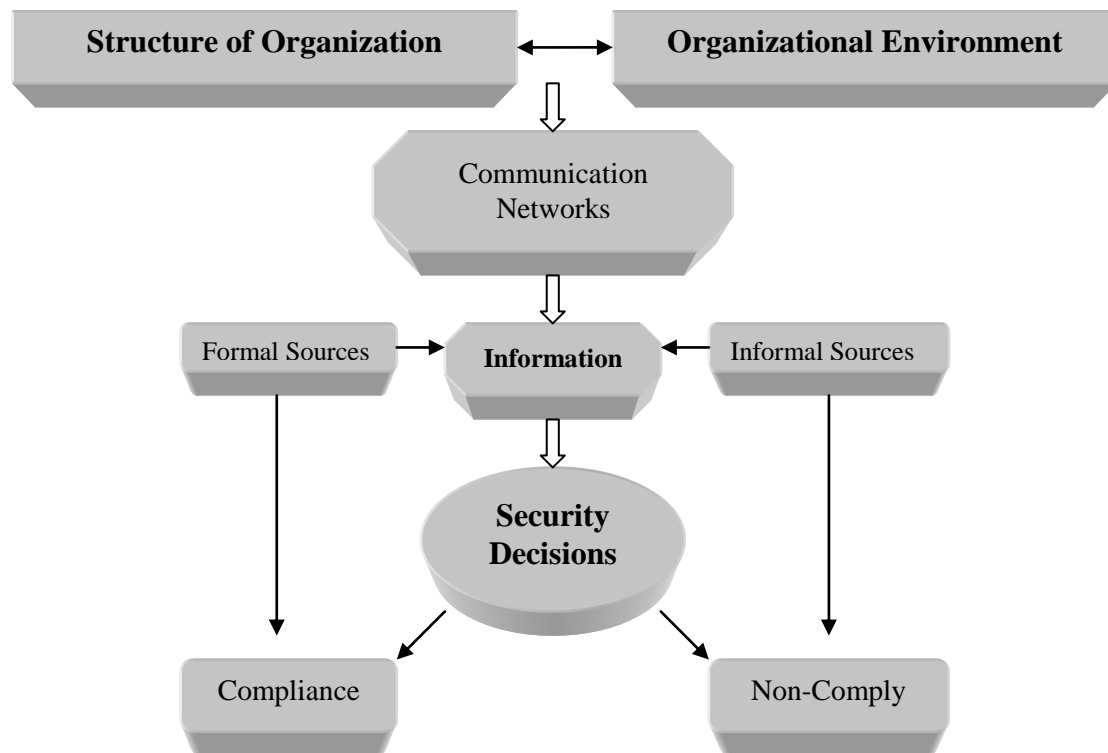 Structure of Organization
Organizational Environment
Communication
Networks
Formal Sources
Information
Informal Sources
Security
Decisions
Compliance
Non-Comply